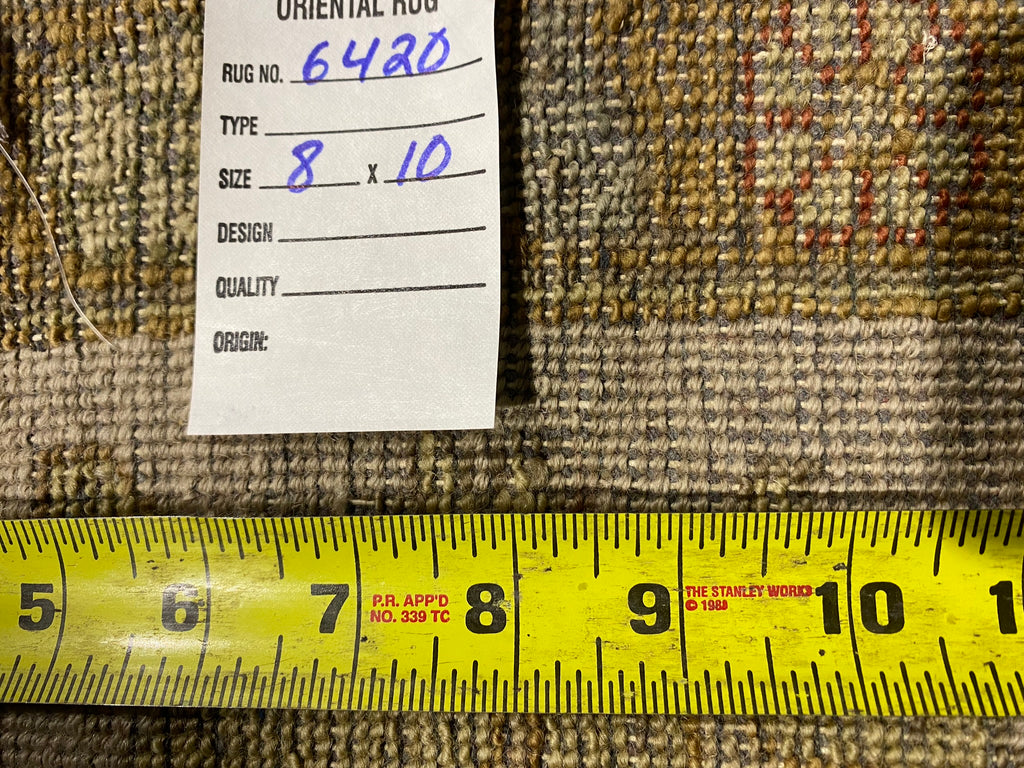 ORIENTAL RUG
RUG NO. 6420
TYPE
SIZE 8 X 10
DESIGN
QUALITY
ORIGIN:
5 6 7 P.R. APP'D 8 9 THE STANLEY WORKS 10
NO. 339 TC © 1988